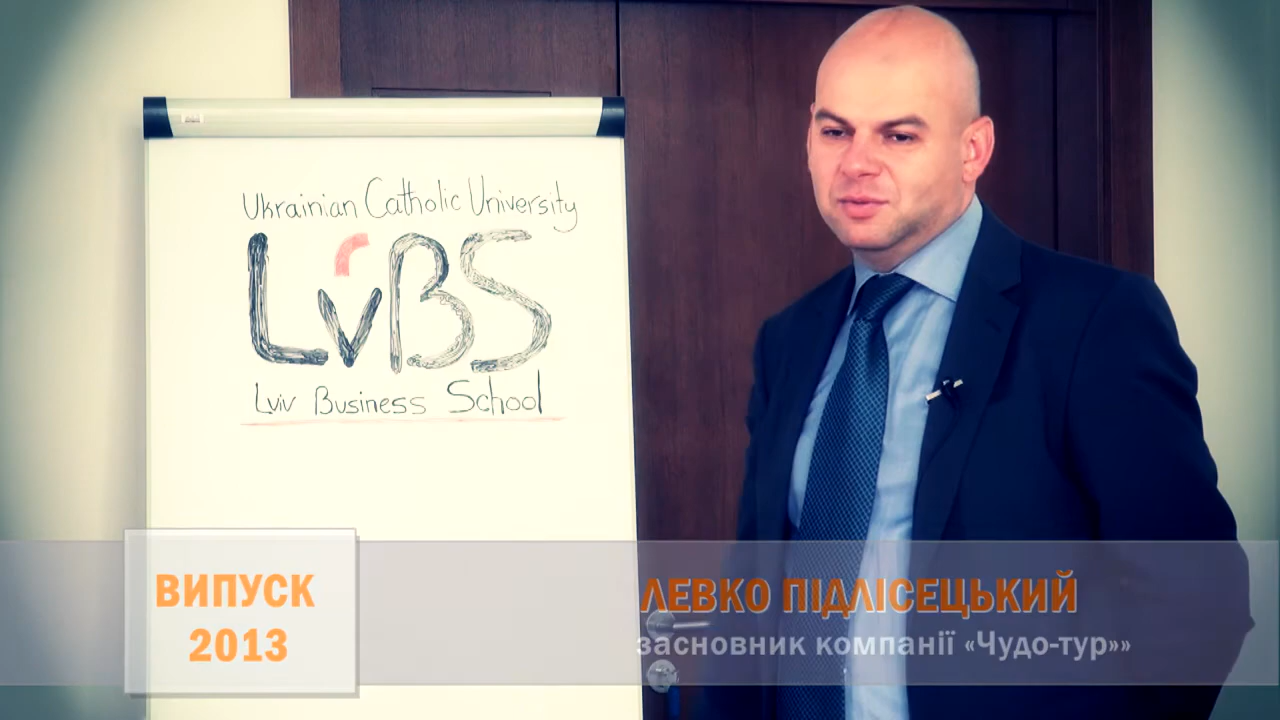 Ukrainian Catholic University
LvBS
Lviv Business School
ВИПУСК
2013
ЛЕВКО ПІДЛІСЕЦЬКИЙ
засновник компанії «Чудо-тур»»